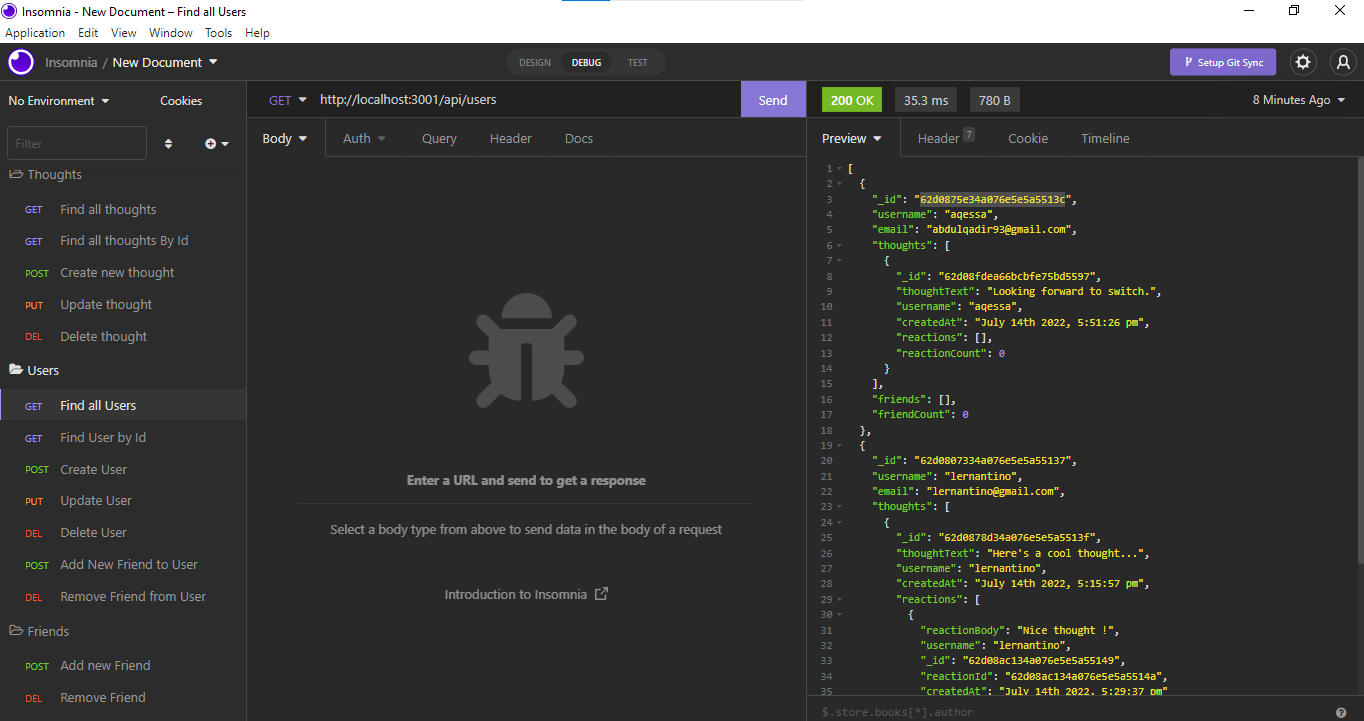 Insomnia - New Document – Find all Users
Application Edit View Window Tools Help
Insomnia / New Document
DESIGN DEBUG TEST
Setup Git Sync
No Environment Cookies
GET http://localhost:3001/api/users Send
200 OK 35.3 ms 780 B 8 Minutes Ago
Filter
Body Auth Query Header Docs
Preview Header 7 Cookie Timeline
Thoughts
GET Find all thoughts
GET Find all thoughts By Id
POST Create new thought
PUT Update thought
DEL Delete thought
Users
GET Find all Users
GET Find User by Id
POST Create User
PUT Update User
DEL Delete User
POST Add New Friend to User
DEL Remove Friend from User
Friends
POST Add new Friend
DEL Remove Friend
Enter a URL and send to get a response
Select a body type from above to send data in the body of a request
Introduction to Insomnia
1 [
2 {
3 "_id": "62d0875e34a076e5e5a5513c",
4 "username": "aqessa",
5 "email": "abdulqadir93@gmail.com",
6 "thoughts": [
7 {
8 "_id": "62d08fdea66bcbfe75bd5597",
9 "thoughtText": "Looking forward to switch.",
10 "username": "aqessa",
11 "createdAt": "July 14th 2022, 5:51:26 pm",
12 "reactions": [],
13 "reactionCount": 0
14 }
15 ],
16 "friends": [],
17 "friendCount": 0
18 },
19 {
20 "_id": "62d0807334a076e5e5a55137",
21 "username": "lernantino",
22 "email": "lernantino@gmail.com",
23 "thoughts": [
24 {
25 "_id": "62d0878d34a076e5e5a5513f",
26 "thoughtText": "Here's a cool thought...",
27 "username": "lernantino",
28 "createdAt": "July 14th 2022, 5:15:57 pm",
29 "reactions": [
30 {
31 "reactionBody": "Nice thought !",
32 "username": "lernantino",
33 "_id": "62d08ac134a076e5e5a55149",
34 "reactionId": "62d08ac134a076e5e5a5514a",
35 "createdAt": "July 14th 2022, 5:29:37 pm"
$.store.books[*].author